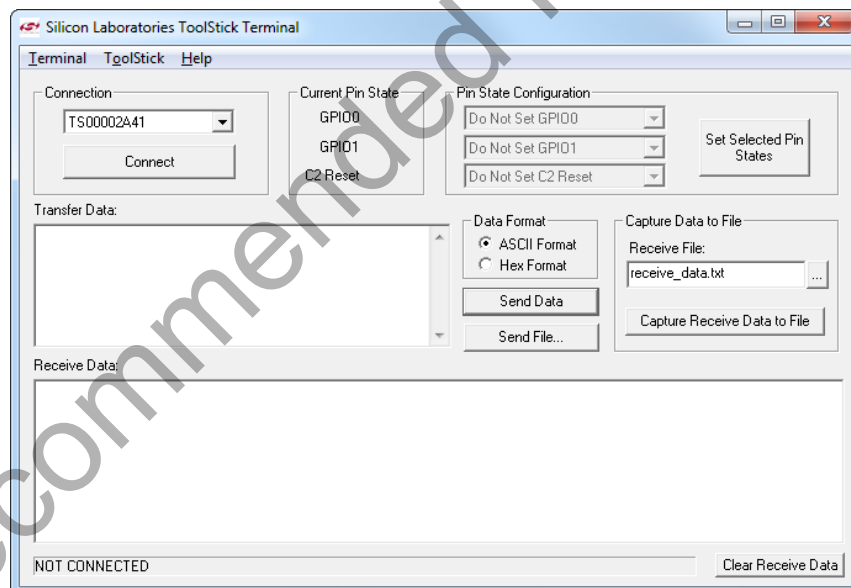 Silicon Laboratories ToolStick Terminal
Terminal ToolStick Help
Connection
TS00002A41
Connect
Current Pin State
GPIO0
GPIO1
C2 Reset
Pin State Configuration
Do Not Set GPIO0
Do Not Set GPIO1
Do Not Set C2 Reset
Set Selected Pin
States
Transfer Data:
Data Format
ASCII Format
Hex Format
Send Data
Send File...
Capture Data to File
Receive File:
receive_data.txt
...
Capture Receive Data to File
Receive Data:
NOT CONNECTED
Clear Receive Data
commended